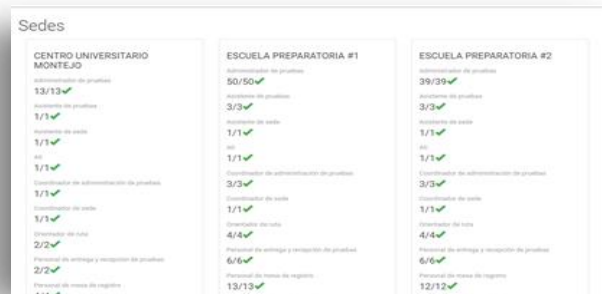 Sedes
CENTRO UNIVERSITARIO
MONTEJO
Administrador de pruebas
13/13
Asistente de pruebas
1/1
Asistente de sede
1/1
1/1
Coordinador de administración de pruebas
1/1
Coordinador de sede
1/1
Orientador de ruta
2/2
Personal de entrega y recepción de pruebas
2/2
Personal de mesa de registro
ESCUELA PREPARATORIA #1
Administrador de pruebas
50/50
Asistente de pruebas
3/3
Asistente de sede
1/1
1/1
Coordinador de administración de pruebas
3/3
Coordinador de sede
1/1
Orientador de ruta
4/4
Personal de entrega y recepción de pruebas
6/6
Personal de mesa de registro
13/13
ESCUELA PREPARATORIA #2
Administrador de pruebas
39/39
Asistente de pruebas
3/3
Asistente de sede
1/1
1/1
Coordinador de administración de pruebas
3/3
Coordinador de sede
1/1
Orientador de ruta
4/4
Personal de entrega y recepción de pruebas
6/6
Personal de mesa de registro
12/12